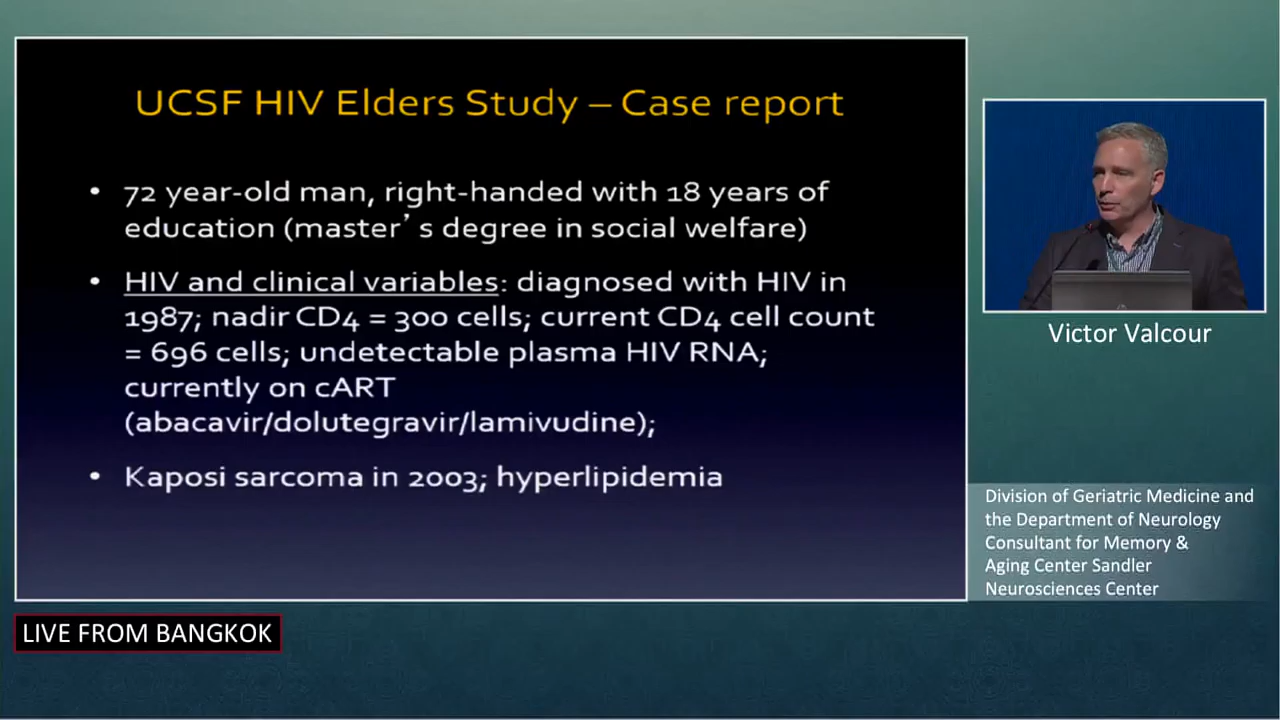 UCSF HIV Elders Study – Case report
• 72 year-old man, right-handed with 18 years of
education (master's degree in social welfare)
• HIV and clinical variables: diagnosed with HIV in
1987; nadir CD4 = 300 cells; current CD4 cell count
= 696 cells; undetectable plasma HIV RNA;
currently on cART
(abacavir/dolutegravir/lamivudine);
• Kaposi sarcoma in 2003; hyperlipidemia
Victor Valcour
Division of Geriatric Medicine and
the Department of Neurology
Consultant for Memory &
Aging Center Sandler
Neurosciences Center
LIVE FROM BANGKOK